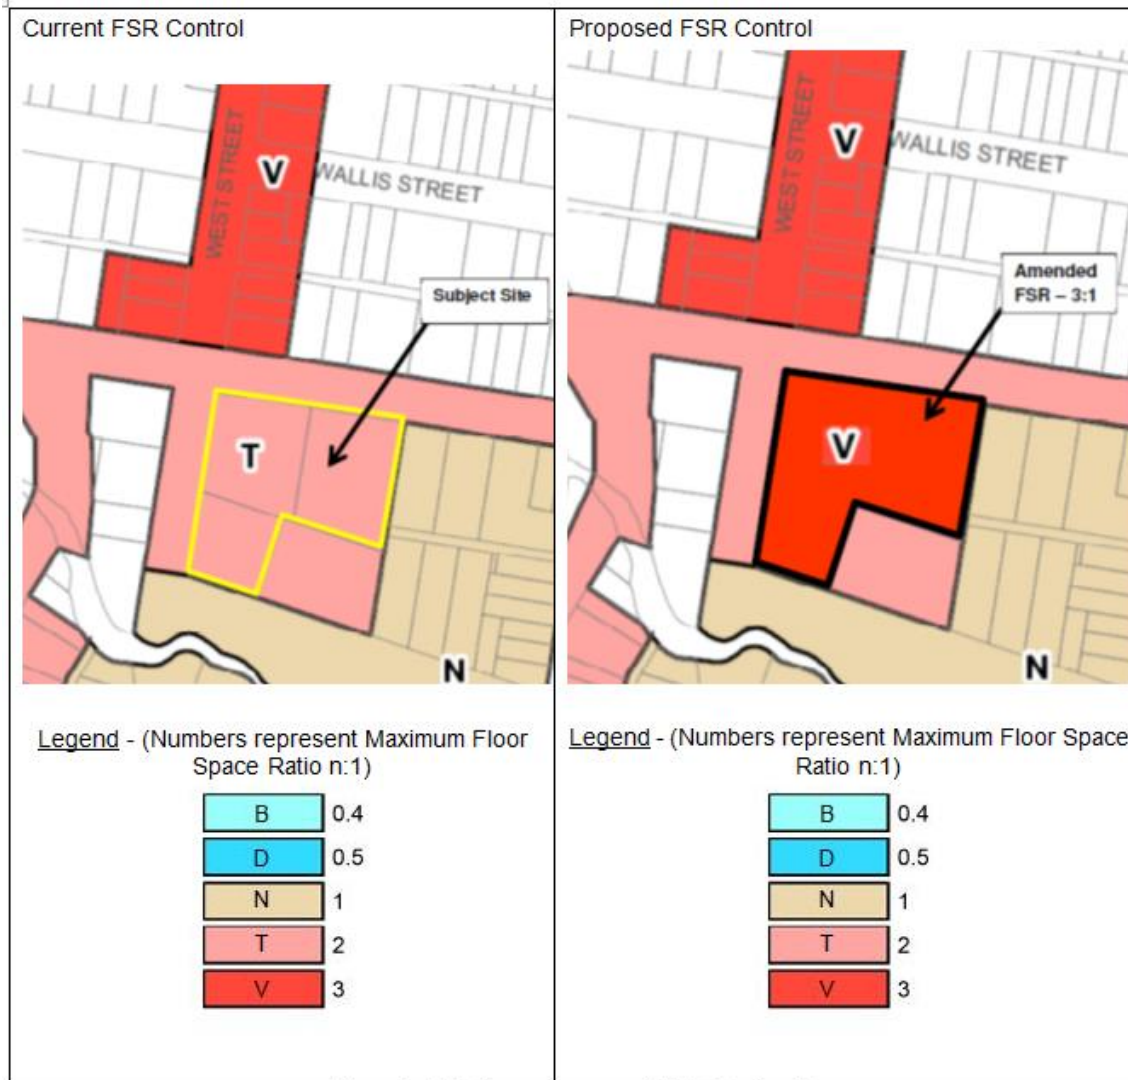 Current FSR Control
WEST STREET
V
WALLIS STREET
Subject Site
T
N
Legend - (Numbers represent Maximum Floor
Space Ratio n:1)
B 0.4
D 0.5
N 1
T 2
V 3
Proposed FSR Control
WEST STREET
V
WALLIS STREET
Amended
FSR – 3:1
V
N
Legend - (Numbers represent Maximum Floor Space
Ratio n:1)
B 0.4
D 0.5
N 1
T 2
V 3